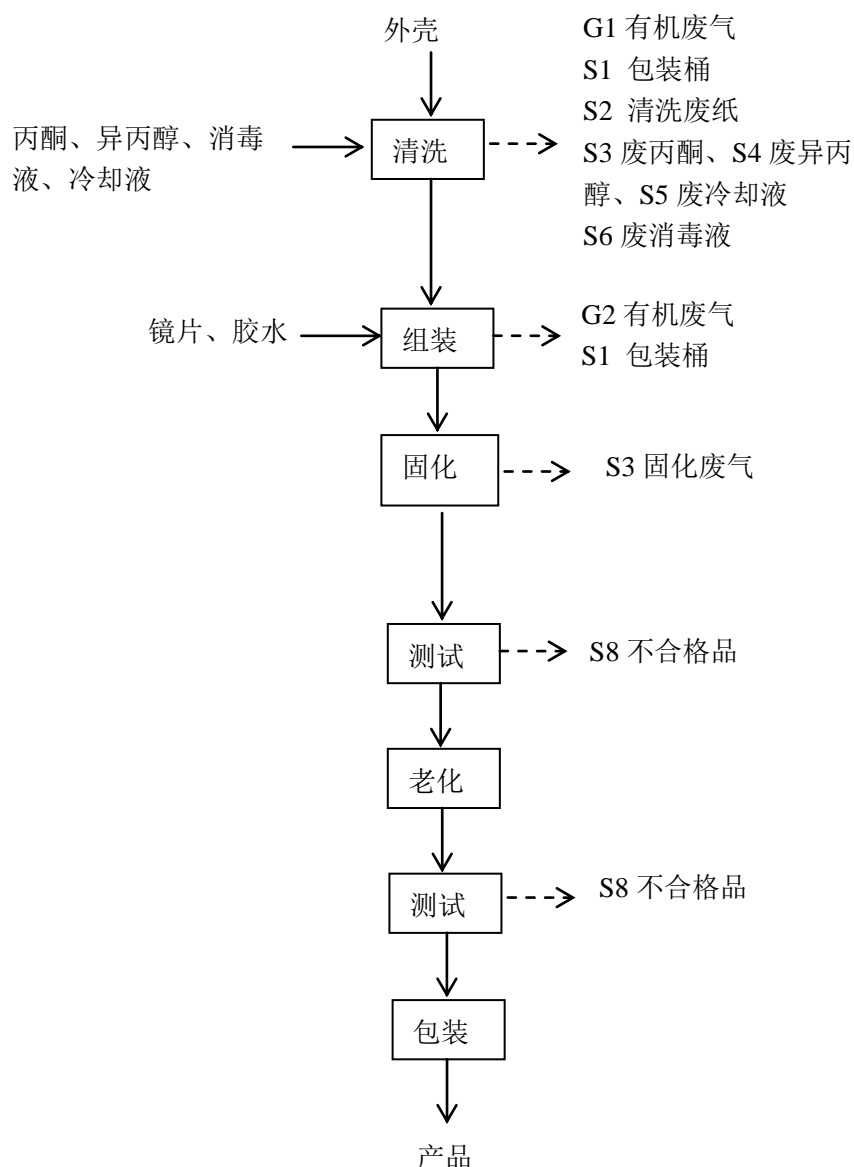 外壳
G1 有机废气
S1 包装桶
S2 清洗废纸
丙酮、异丙醇、消毒
液、冷却液
清洗
S3 废丙酮、S4 废异丙
醇、S5 废冷却液
S6 废消毒液
镜片、胶水
组装
G2 有机废气
S1 包装桶
固化
S3 固化废气
测试
S8 不合格品
老化
测试
S8 不合格品
包装
产品